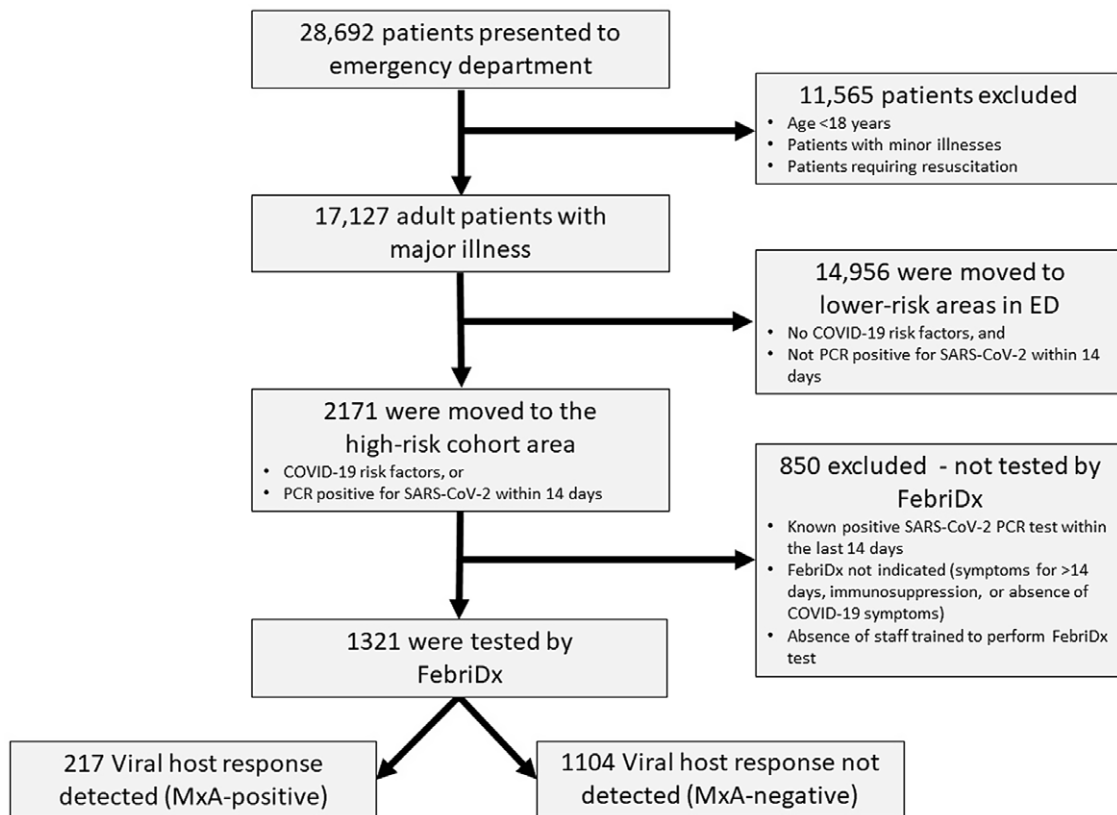 28,692 patients presented to
emergency department
11,565 patients excluded
• Age <18 years
• Patients with minor illnesses
• Patients requiring resuscitation
17,127 adult patients with
major illness
14,956 were moved to
lower-risk areas in ED
• No COVID-19 risk factors, and
• Not PCR positive for SARS-CoV-2 within 14
days
2171 were moved to the
high-risk cohort area
• COVID-19 risk factors, or
• PCR positive for SARS-CoV-2 within 14 days
850 excluded - not tested by
FebriDx
• Known positive SARS-CoV-2 PCR test within
the last 14 days
• FebriDx not indicated (symptoms for >14
days, immunosuppression, or absence of
COVID-19 symptoms)
• Absence of staff trained to perform FebriDx
test
1321 were tested by
FebriDx
217 Viral host response
detected (MxA-positive)
1104 Viral host response not
detected (MxA-negative)